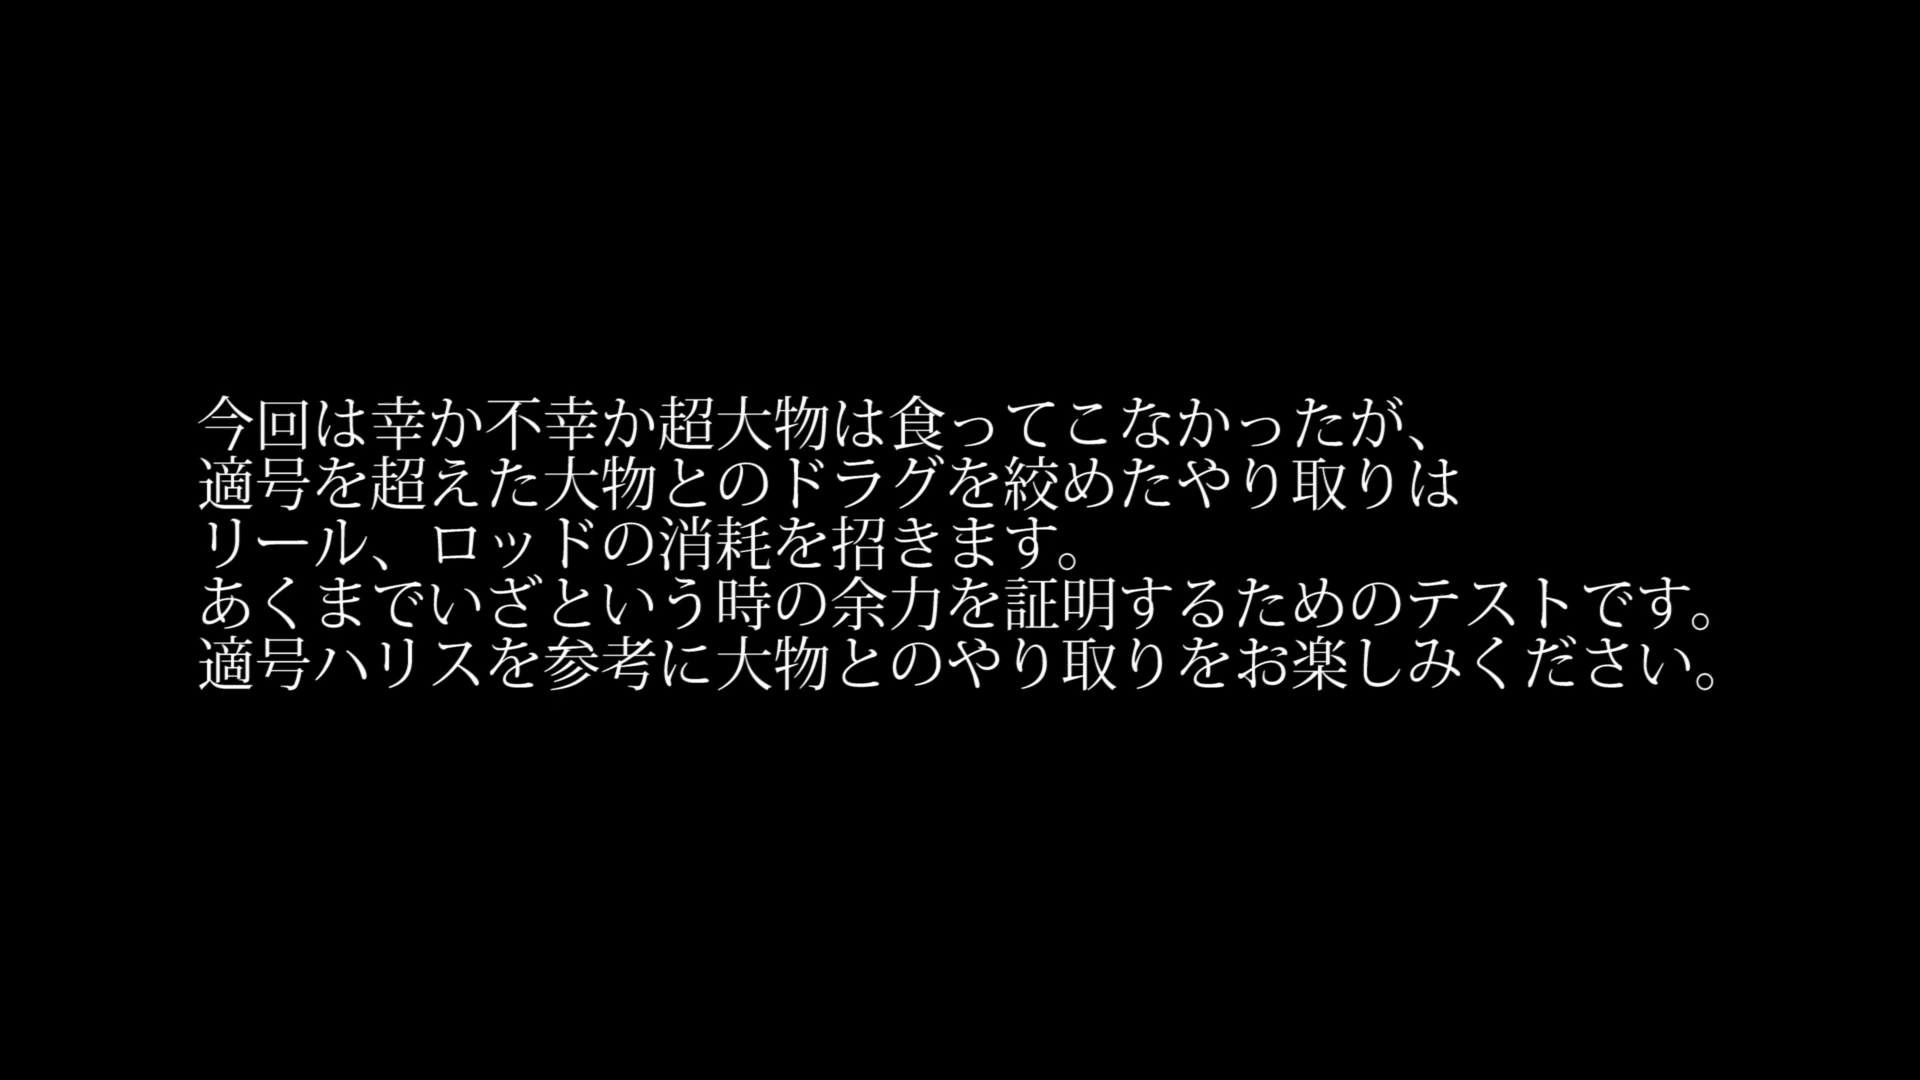 今回は幸か不幸か超大物は食ってこなかったが、
適号を超えた大物とのドラグを絞めたやり取りは
リール、ロッドの消耗を招きます。
あくまでいざという時の余力を証明するためのテストです。
適号ハリスを参考に大物とのやり取りをお楽しみください。